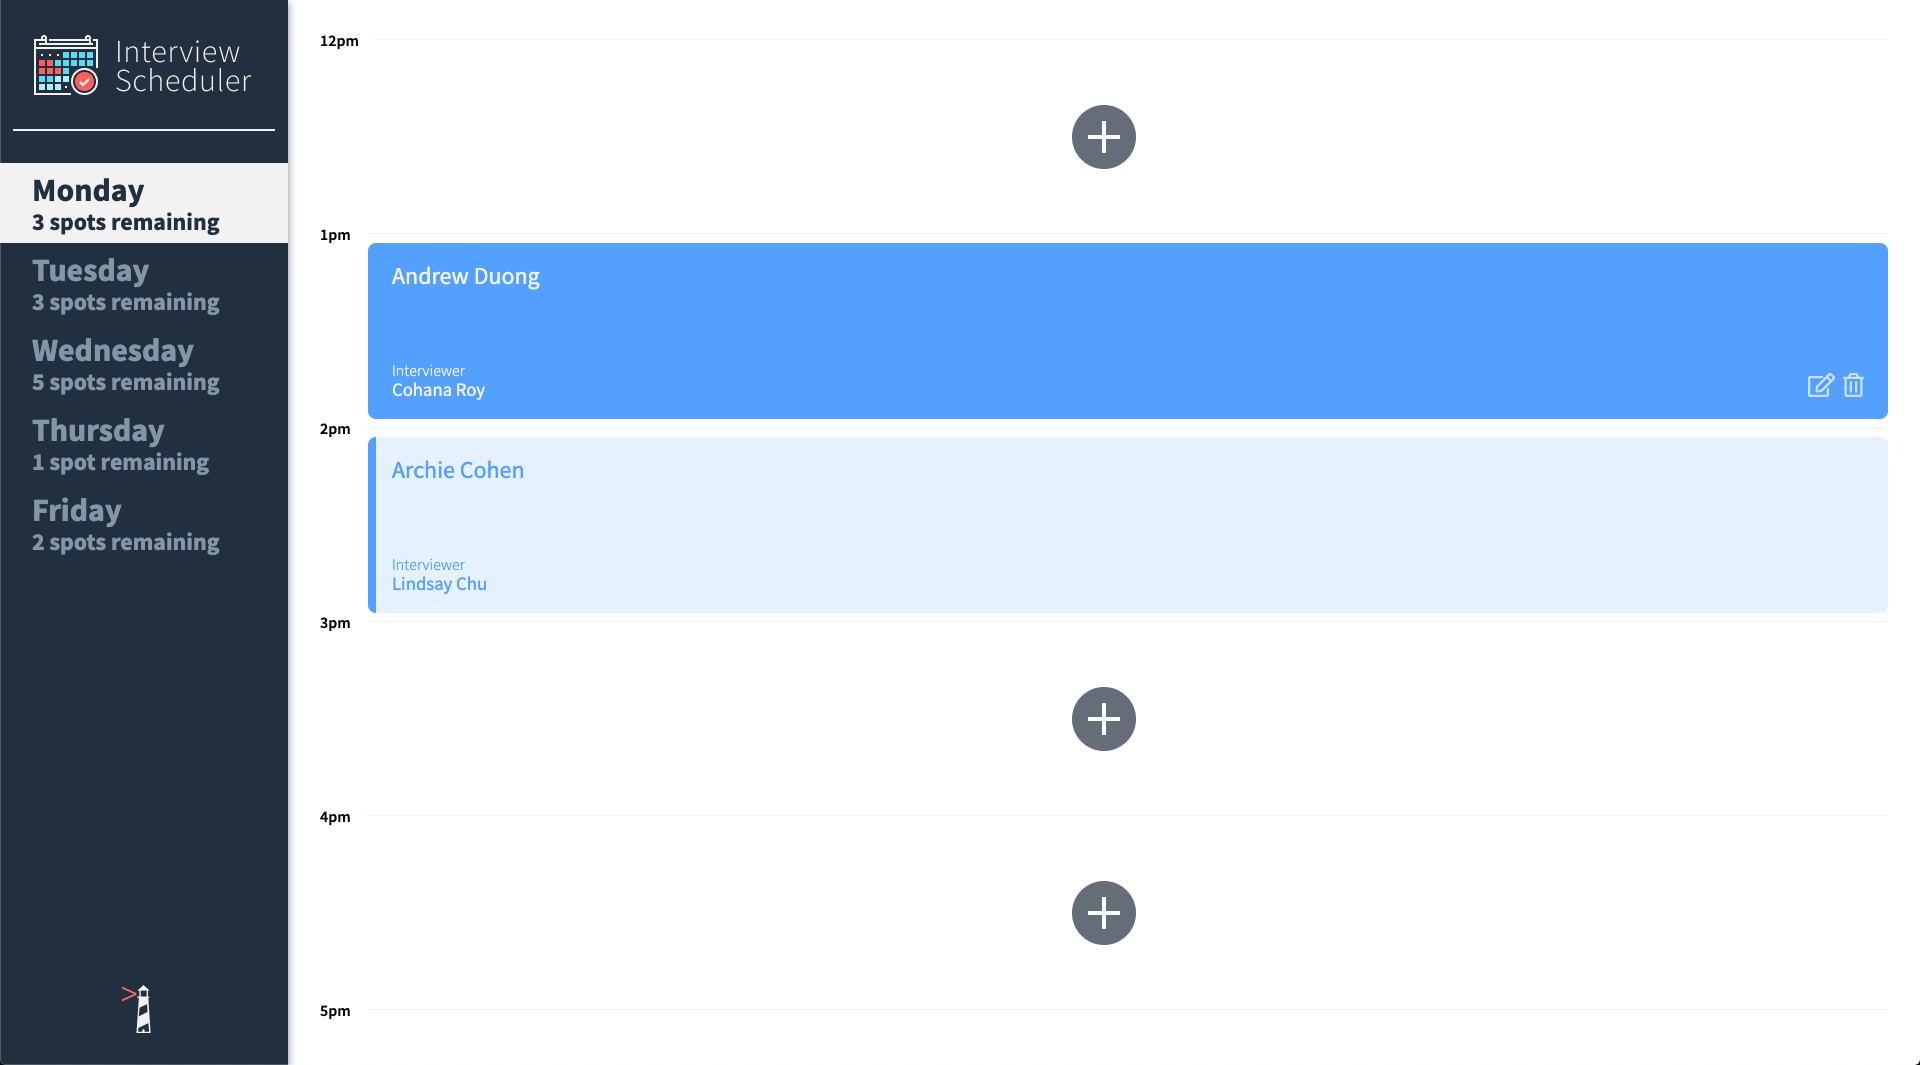 Interview
Scheduler
Monday
3 spots remaining
Tuesday
3 spots remaining
Wednesday
5 spots remaining
Thursday
1 spot remaining
Friday
2 spots remaining
12pm
1pm
Andrew Duong
Interviewer
Cohana Roy
2pm
Archie Cohen
Interviewer
Lindsay Chu
3pm
4pm
5pm